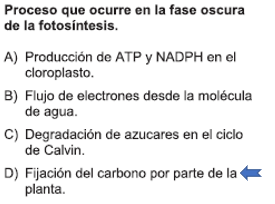 Proceso que ocurre en la fase oscura
de la fotosíntesis.
A) Producción de ATP y NADPH en el
cloroplasto.
B) Flujo de electrones desde la molécula
de agua.
C) Degradación de azucares en el ciclo
de Calvin.
D) Fijación del carbono por parte de la
planta.